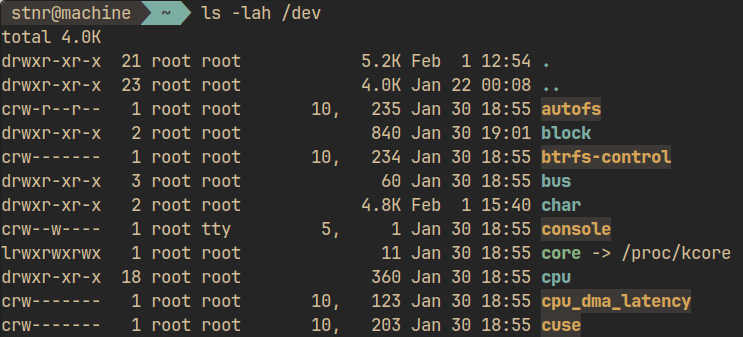 stnr@machine ~ ls -lah /dev
total 4.0K
drwxr-xr-x 21 root root 5.2K Feb 1 12:54 .
drwxr-xr-x 23 root root 4.0K Jan 22 00:08 ..
crw-r--r-- 1 root root 10, 235 Jan 30 18:55 autofs
drwxr-xr-x 2 root root 840 Jan 30 19:01 block
crw------- 1 root root 10, 234 Jan 30 18:55 btrfs-control
drwxr-xr-x 3 root root 60 Jan 30 18:55 bus
drwxr-xr-x 2 root root 4.8K Feb 1 15:40 char
crw--w---- 1 root tty 5, 1 Jan 30 18:55 console
lrwxrwxrwx 1 root root 11 Jan 30 18:55 core -> /proc/kcore
drwxr-xr-x 18 root root 360 Jan 30 18:55 cpu
crw------- 1 root root 10, 123 Jan 30 18:55 cpu_dma_latency
crw------- 1 root root 10, 203 Jan 30 18:55 cuse